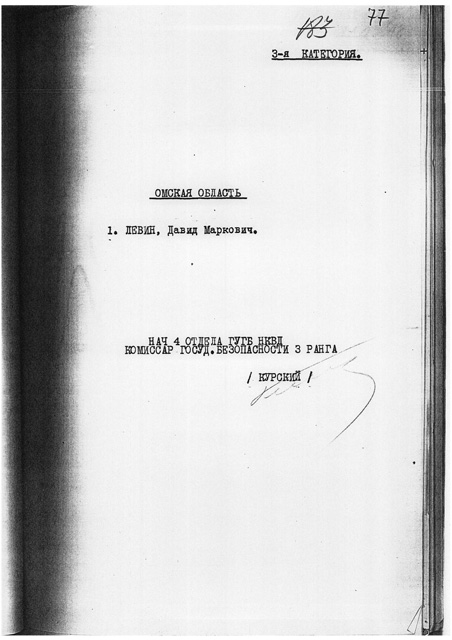 183 77
3-я КАТЕГОРИЯ.
ОМСКАЯ ОБЛАСТЬ
1. ЛЕВИН, Давид Маркович.
НАЧ 4 ОТДЕЛА ГУГБ НКВД
КОМИССАР ГОСУД.БЕЗОПАСНОСТИ 3 РАНГА
/ КУРСКИЙ /